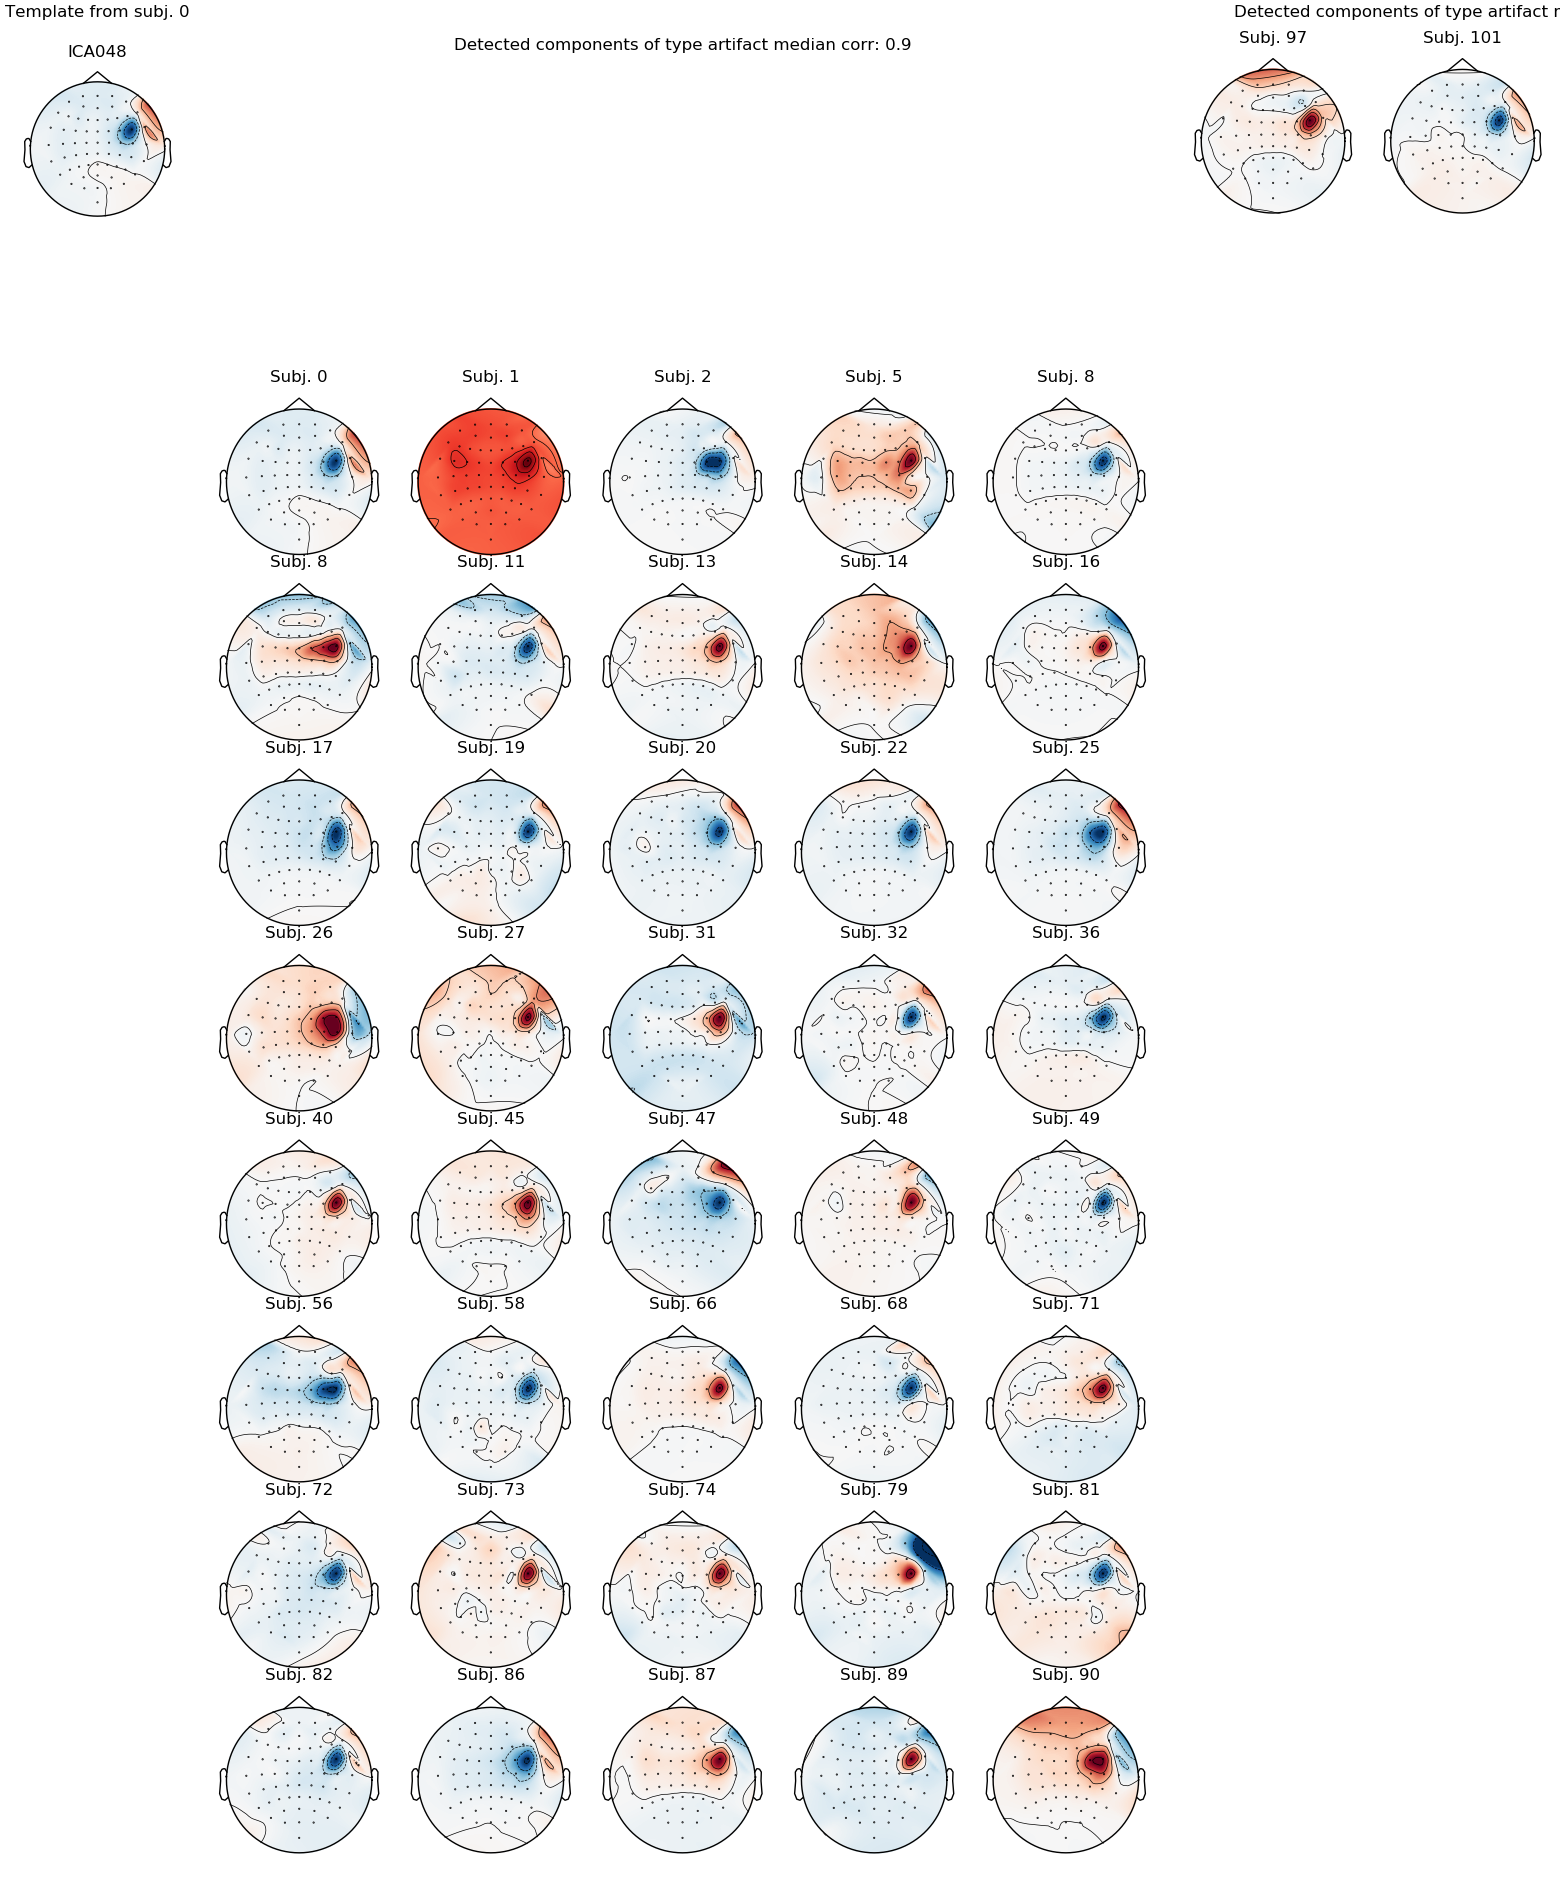 Template from subj. 0
ICA048
Detected components of type artifact median corr: 0.9
Detected components of type artifact r
Subj. 97 Subj. 101
Subj. 0 Subj. 1 Subj. 2 Subj. 5 Subj. 8
Subj. 8 Subj. 11 Subj. 13 Subj. 14 Subj. 16
Subj. 17 Subj. 19 Subj. 20 Subj. 22 Subj. 25
Subj. 26 Subj. 27 Subj. 31 Subj. 32 Subj. 36
Subj. 40 Subj. 45 Subj. 47 Subj. 48 Subj. 49
Subj. 56 Subj. 58 Subj. 66 Subj. 68 Subj. 71
Subj. 72 Subj. 73 Subj. 74 Subj. 79 Subj. 81
Subj. 82 Subj. 86 Subj. 87 Subj. 89 Subj. 90